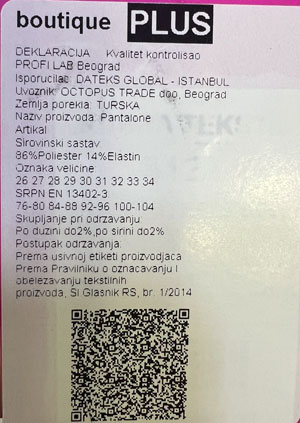 boutique PLUS
DEKLARACIJA Kvalitet kontrolisao
PROFI LAB Beograd
Isporucilac: DATEKS GLOBAL - ISTANBUL
Uvoznik: OCTOPUS TRADE doo, Beograd
Zemlja porekla: TURSKA
Naziv proizvoda: Pantalone
Artikal
Sirovinski sastav:
86%Poliester 14%Elastin
Oznaka velicine
26 27 28 29 30 31 32 33 34
SRPN EN 13402-3:
76-80 84-88 92-96 100-104
Skupljanje pri odrzavanju
Po duzini do2%,po sirini do2%
Postupak odrzavanja:
Prema usivnoj etiketi proizvodjaca
Prema Pravilniku o oznacavanju I
obelezavanju tekstilnih
proizvoda, Sl Glasnik RS, br. 1/2014